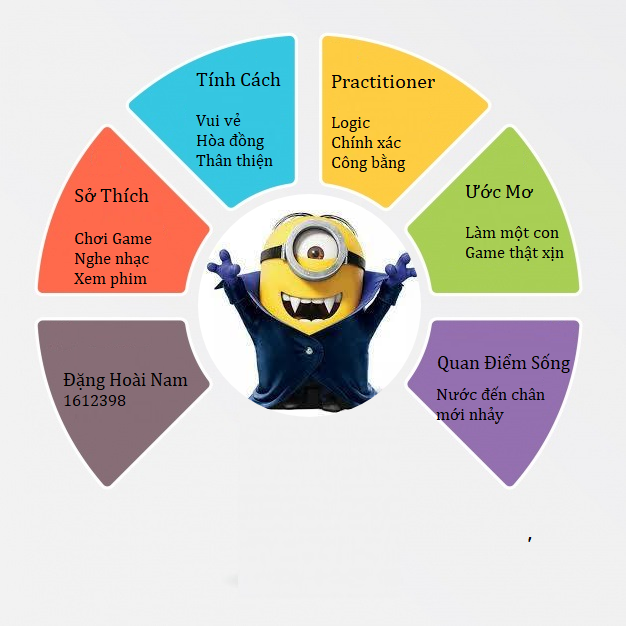 Đặng Hoài Nam
1612398
Sở Thích
Chơi Game
Nghe nhạc
Xem phim
Tính Cách
Vui vẻ
Hòa đồng
Thân thiện
Practitioner
Logic
Chính xác
Công bằng
Ước Mơ
Làm một con
Game thật xịn
Quan Điểm Sống
Nước đến chân
mới nhảy
,